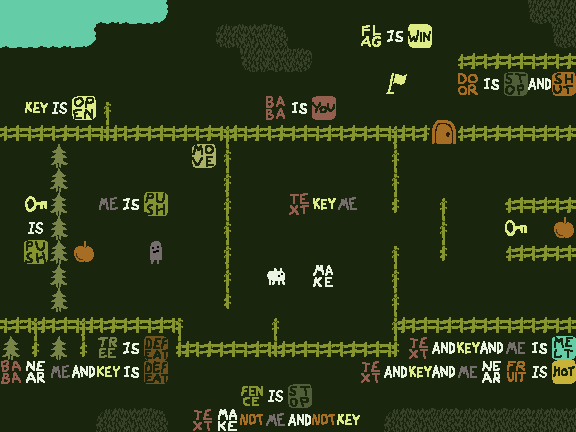 FLAG IS WIN
DOOR IS STOP AND SHUT
KEY IS OPEN
BABA IS YOU
MOVE
ME IS PUSH
TEXT KEY ME
IS
PUSH
MAKE
TREE IS DEFEAT
TEXT AND KEY AND ME IS MELT
BABA NEAR ME AND KEY IS DEFEAT
TEXT AND KEY AND ME NEAR FRUIT IS HOT
FENCE IS STOP
TEXT MAKE NOT ME AND NOT KEY